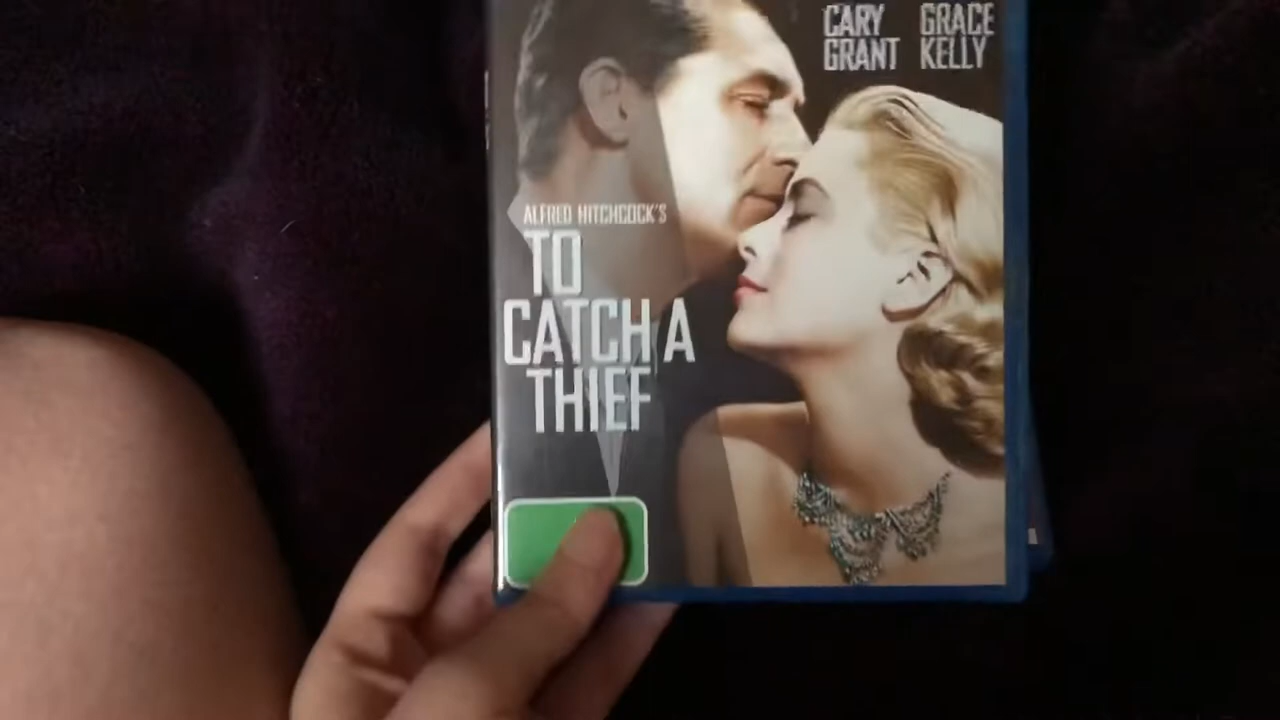 CARY GRACE
GRANT KELLY
ALFRED HITCHCOCK'S
TO
CATCH A
THIEF